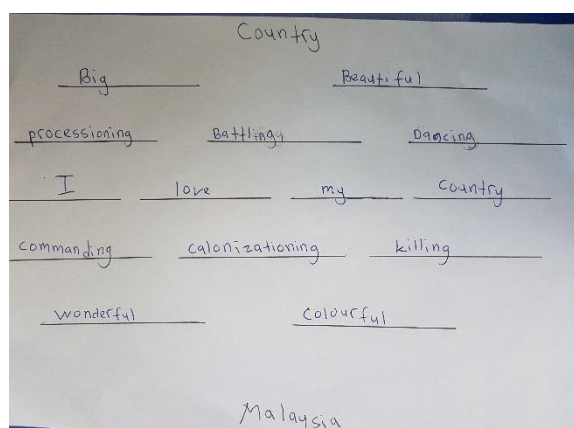 Country
Big Beautiful
processioning Battling, Dancing
I love my Country
commanding calonizationing killing
wonderful colourful
Malaysia